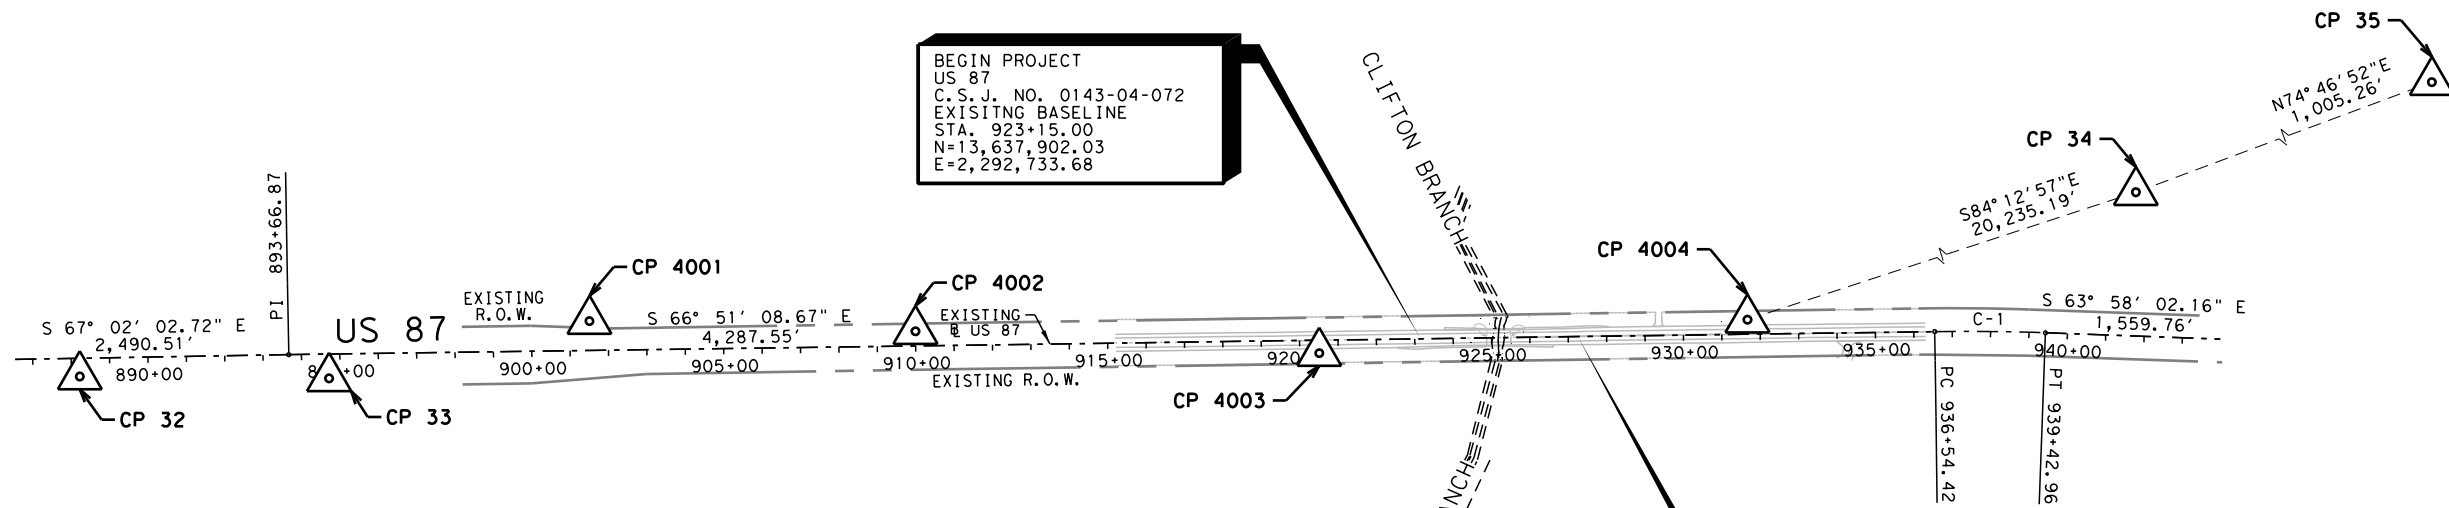 CP 35
BEGIN PROJECT
US 87
C.S.J. NO. 0143-04-072
EXISITNG BASELINE
STA. 923+15.00
N=13,637,902.03
E=2,292,733.68
CLIFTON BRANCH
N74°46'52"E
1,005.26'
CP 34
S84°12'57"E
20,235.19'
PI 893+66.87
CP 4001
CP 4002
CP 4004
EXISTING
R.O.W.
S 67° 02' 02.72" E
2,490.51'
US 87
S 66° 51' 08.67" E
4,287.55'
EXISTING
US 87
S 63° 58' 02.16" E
1,559.76'
C-1
890+00
+00
900+00
905+00
910+00
915+00
920
925+00
930+00
935+00
940+00
EXISTING R.O.W.
CP 32
CP 33
CP 4003
PC 936+54.42
PT 939+42.96
NCH